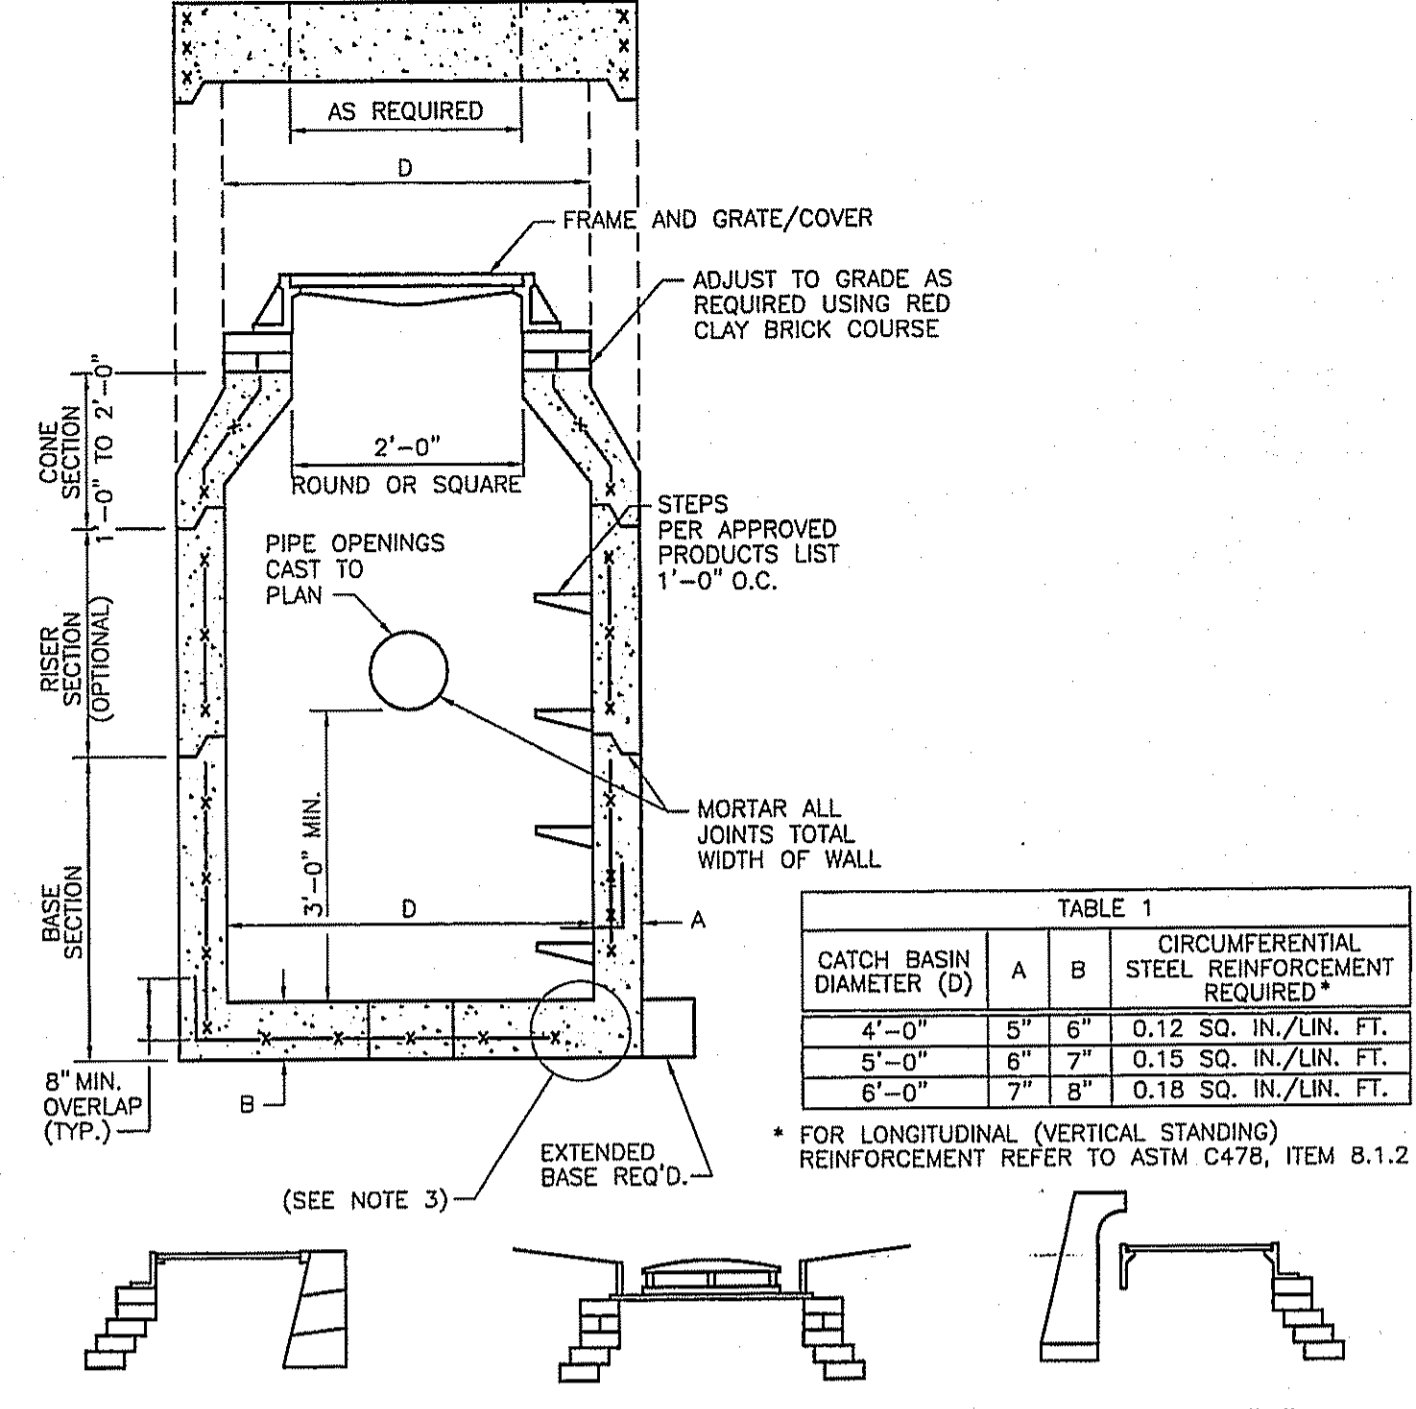 AS REQUIRED
D
FRAME AND GRATE/COVER
ADJUST TO GRADE AS
REQUIRED USING RED
CLAY BRICK COURSE
CONE
SECTION
1'-0" TO 2'-0"
2'-0"
ROUND OR SQUARE
STEPS
PER APPROVED
PRODUCTS LIST
1'-0" O.C.
PIPE OPENINGS
CAST TO
PLAN
RISER
SECTION
(OPTIONAL)
3'-0" MIN.
MORTAR ALL
JOINTS TOTAL
WIDTH OF WALL
BASE
SECTION
D
A
8" MIN.
OVERLAP
(TYP.)
B
EXTENDED
BASE REQ'D.
(SEE NOTE 3)
TABLE 1
CATCH BASIN
DIAMETER (D)
A
B
CIRCUMFERENTIAL
STEEL REINFORCEMENT
REQUIRED*
4'-0" 5" 6" 0.12 SQ. IN./LIN. FT.
5'-0" 6" 7" 0.15 SQ. IN./LIN. FT.
6'-0" 7" 8" 0.18 SQ. IN./LIN. FT.
* FOR LONGITUDINAL (VERTICAL STANDING)
REINFORCEMENT REFER TO ASTM C478, ITEM 8.1.2